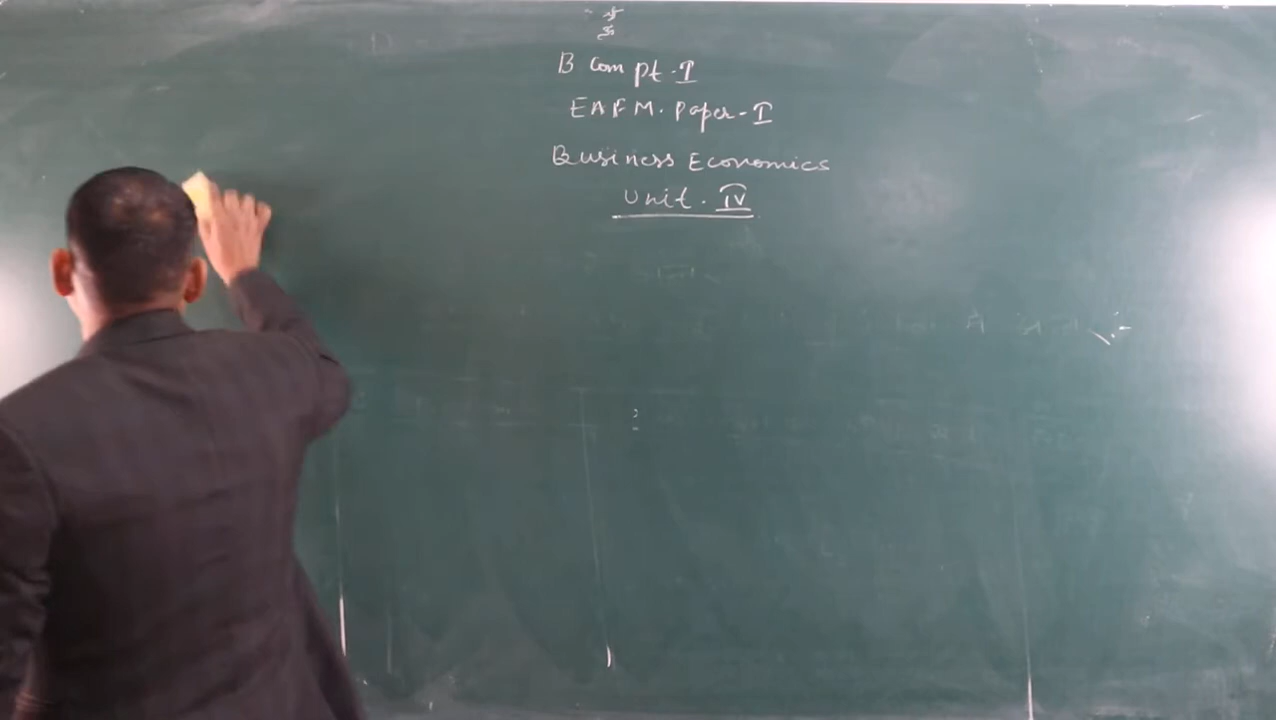 B Com pt. I
EAFM. Paper - I
Business Economics
Unit. IV